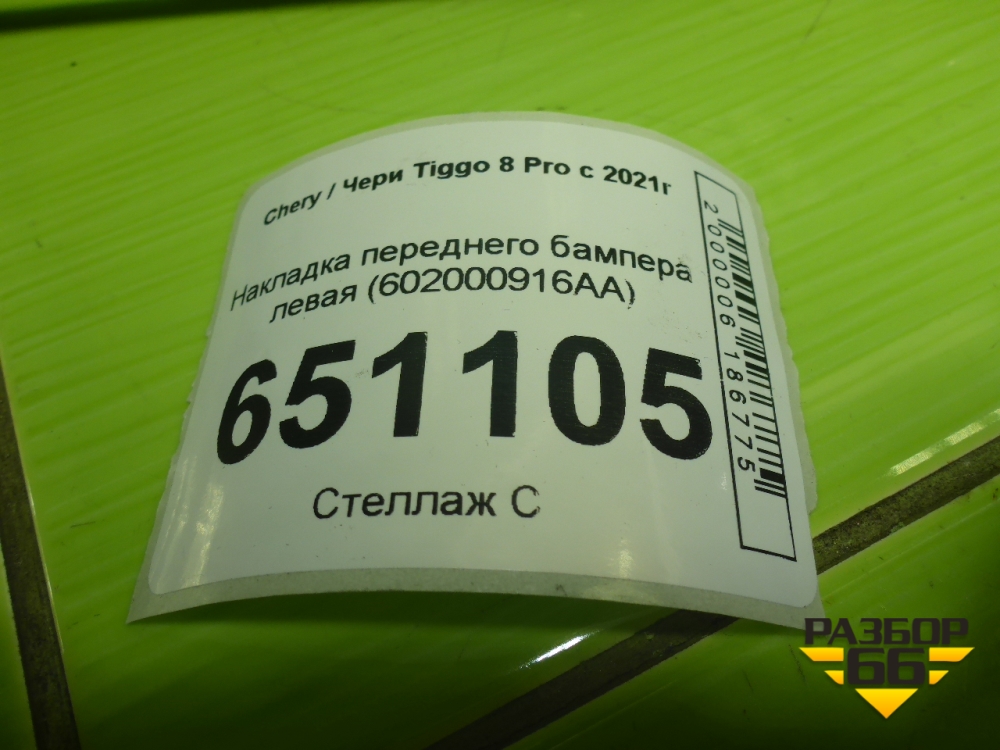 Chery / Чери Tiggo 8 Pro с 2021г
Накладка переднего бампера
левая (602000916AA)
651105
Стеллаж С
2000006186775
РАЗБОР
66